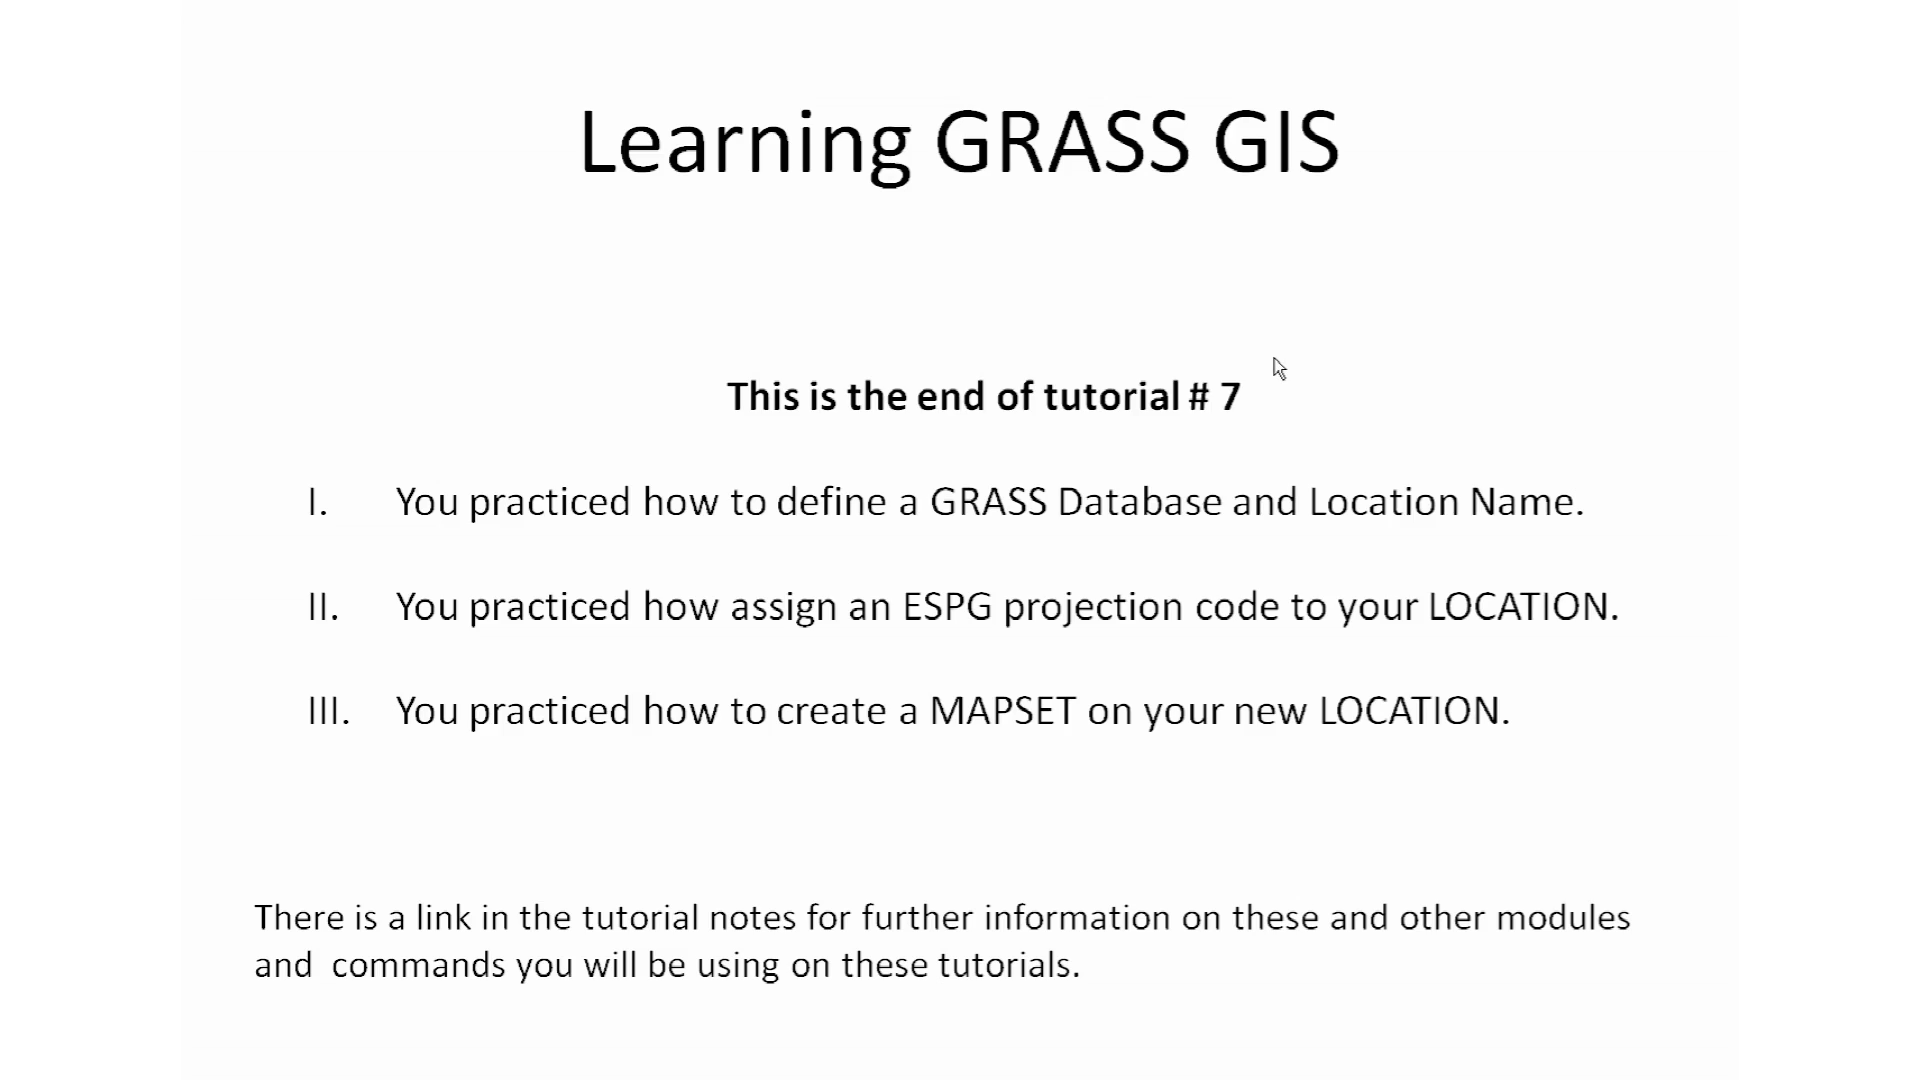 Learning GRASS GIS
This is the end of tutorial # 7
I. You practiced how to define a GRASS Database and Location Name.
II. You practiced how assign an ESPG projection code to your LOCATION.
III. You practiced how to create a MAPSET on your new LOCATION.
There is a link in the tutorial notes for further information on these and other modules
and commands you will be using on these tutorials.